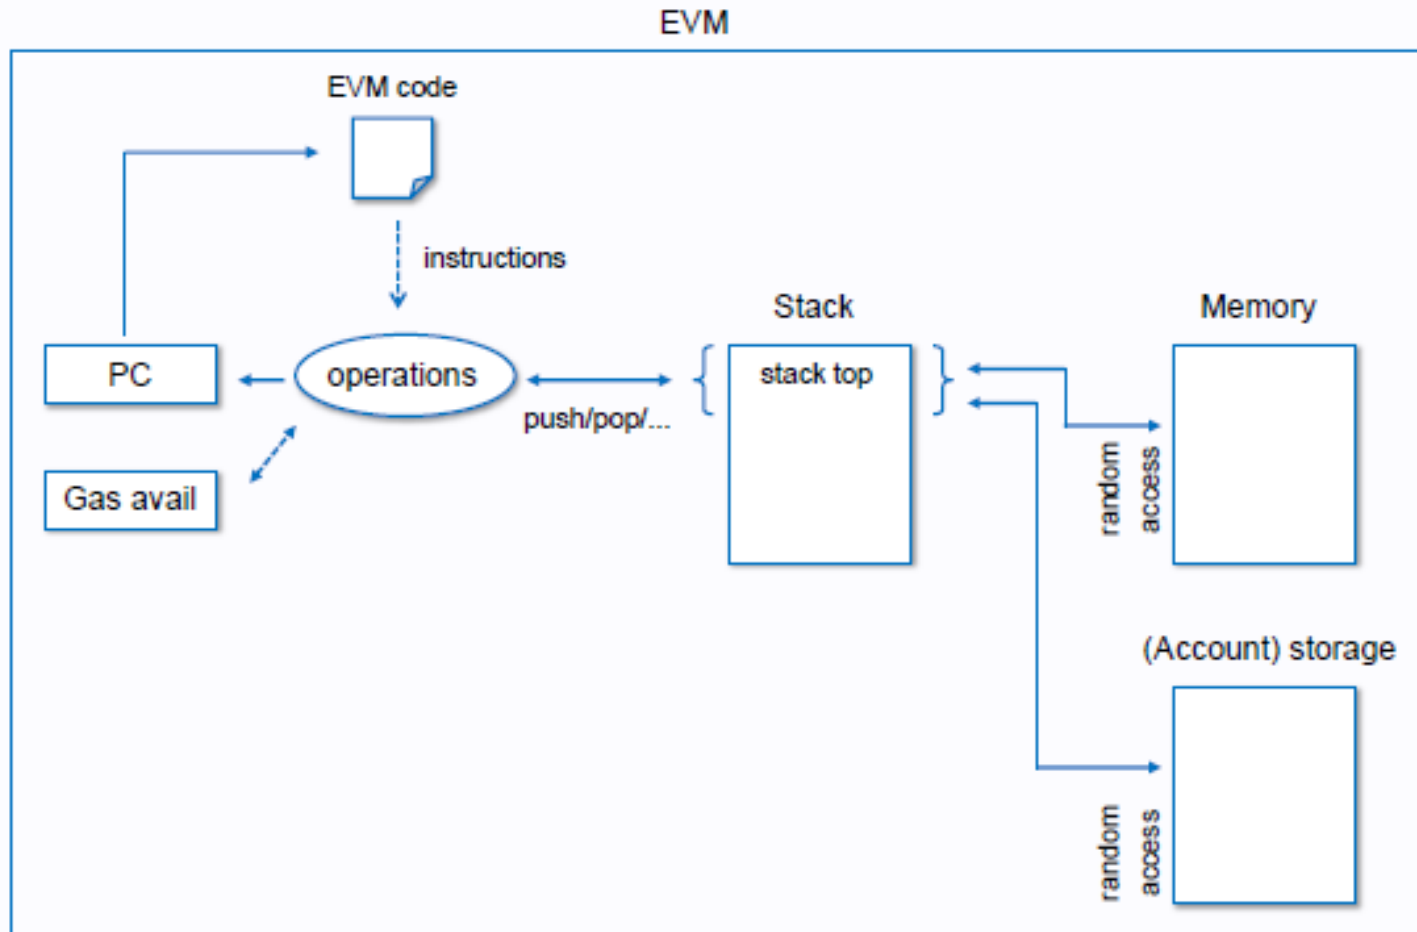 EVM
EVM code
instructions
Stack
Memory
PC
operations
stack top
push/pop/...
random
access
Gas avail
(Account) storage
random
access